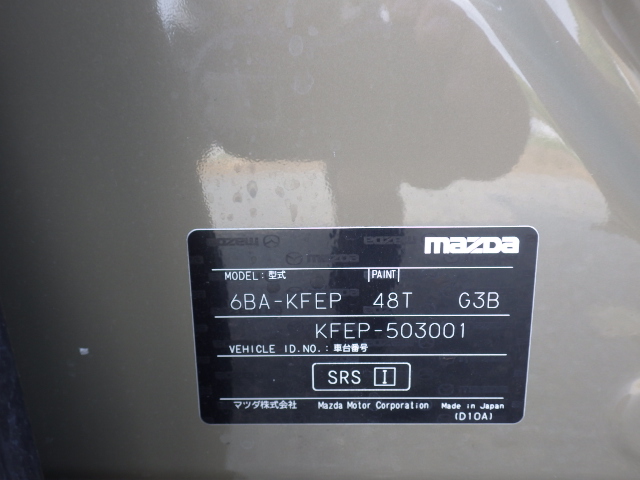 mazda
MODEL: 型式 PAINT
6BA-KFEP 48T G3B
KFEP-503001
VEHICLE ID.NO.: 車台番号
SRS I
マツダ株式会社 Mazda Motor Corporation Made in Japan
(D10A)